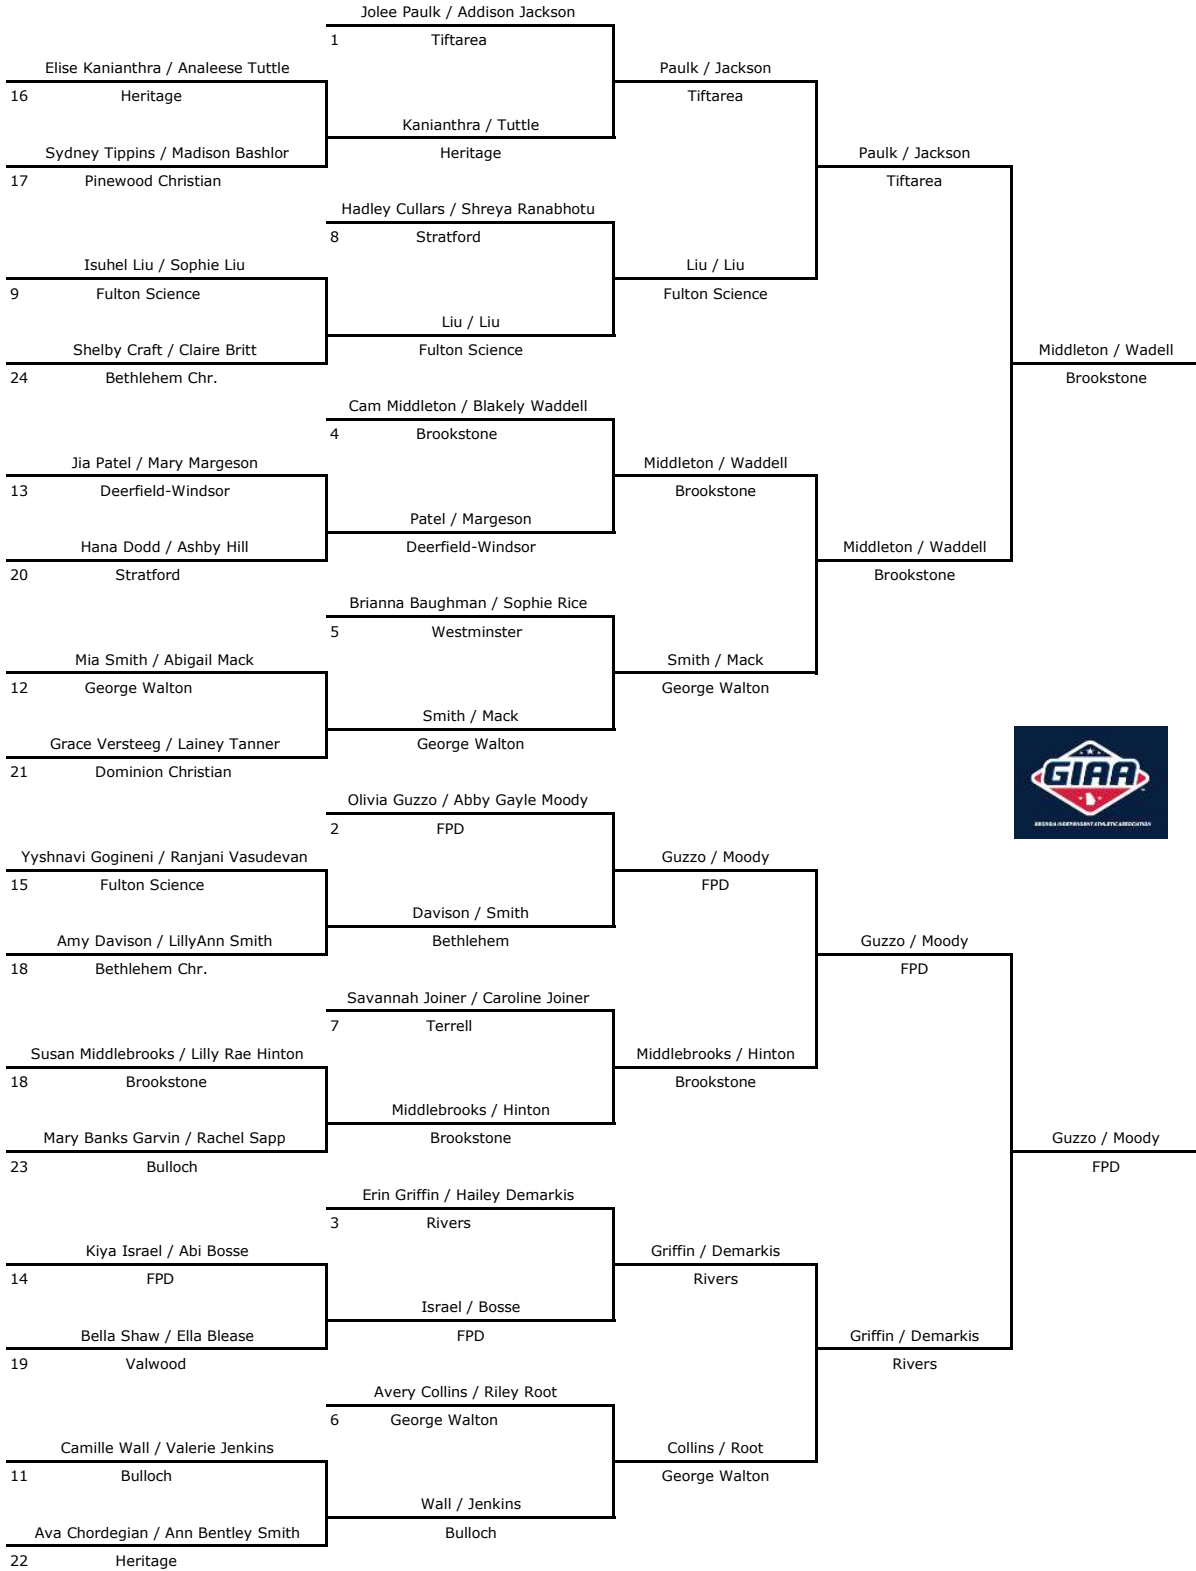 Jolee Paulk / Addison Jackson
1 Tiftarea
Elise Kanianthra / Analeese Tuttle
Paulk / Jackson
16 Heritage
Tiftarea
Kanianthra / Tuttle
Sydney Tippins / Madison Bashlor
Heritage
Paulk / Jackson
17 Pinewood Christian
Tiftarea
Hadley Cullars / Shreya Ranabhotu
8 Stratford
Isuhel Liu / Sophie Liu
Liu / Liu
9 Fulton Science
Fulton Science
Liu / Liu
Shelby Craft / Claire Britt
Fulton Science
Middleton / Wadell
24 Bethlehem Chr.
Brookstone
Cam Middleton / Blakely Waddell
4 Brookstone
Jia Patel / Mary Margeson
Middleton / Waddell
13 Deerfield-Windsor
Brookstone
Patel / Margeson
Hana Dodd / Ashby Hill
Deerfield-Windsor
Middleton / Waddell
20 Stratford
Brookstone
Brianna Baughman / Sophie Rice
5 Westminster
Mia Smith / Abigail Mack
Smith / Mack
12 George Walton
George Walton
Smith / Mack
Grace Versteeg / Lainey Tanner
George Walton
21 Dominion Christian
GIAA
GEORGIA INDEPENDENT ATHLETIC ASSOCIATION
Olivia Guzzo / Abby Gayle Moody
2 FPD
Yyshnavi Gogineni / Ranjani Vasudevan
Guzzo / Moody
15 Fulton Science
FPD
Davison / Smith
Amy Davison / LillyAnn Smith
Bethlehem
Guzzo / Moody
18 Bethlehem Chr.
FPD
Savannah Joiner / Caroline Joiner
7 Terrell
Susan Middlebrooks / Lilly Rae Hinton
Middlebrooks / Hinton
18 Brookstone
Brookstone
Middlebrooks / Hinton
Mary Banks Garvin / Rachel Sapp
Brookstone
Guzzo / Moody
23 Bulloch
FPD
Erin Griffin / Hailey Demarkis
3 Rivers
Kiya Israel / Abi Bosse
Griffin / Demarkis
14 FPD
Rivers
Israel / Bosse
Bella Shaw / Ella Blease
FPD
Griffin / Demarkis
19 Valwood
Rivers
Avery Collins / Riley Root
6 George Walton
Camille Wall / Valerie Jenkins
Collins / Root
11 Bulloch
George Walton
Wall / Jenkins
Ava Chordegian / Ann Bentley Smith
Bulloch
22 Heritage